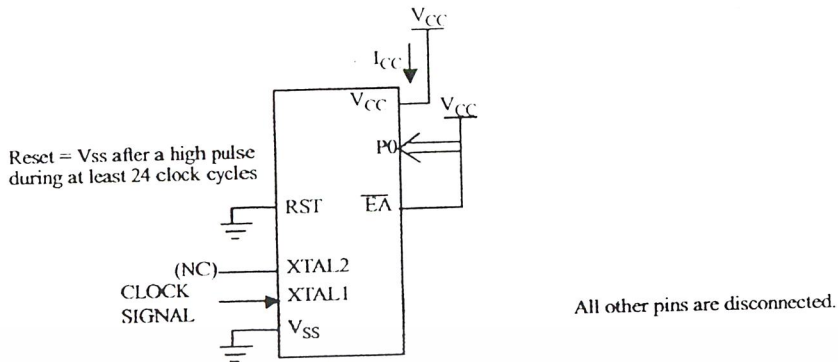 VCC
ICC
VCC
VCC
P0
Reset = Vss after a high pulse
during at least 24 clock cycles
RST
EA
(NC)
XTAL2
CLOCK
SIGNAL
XTAL1
VSS
All other pins are disconnected.